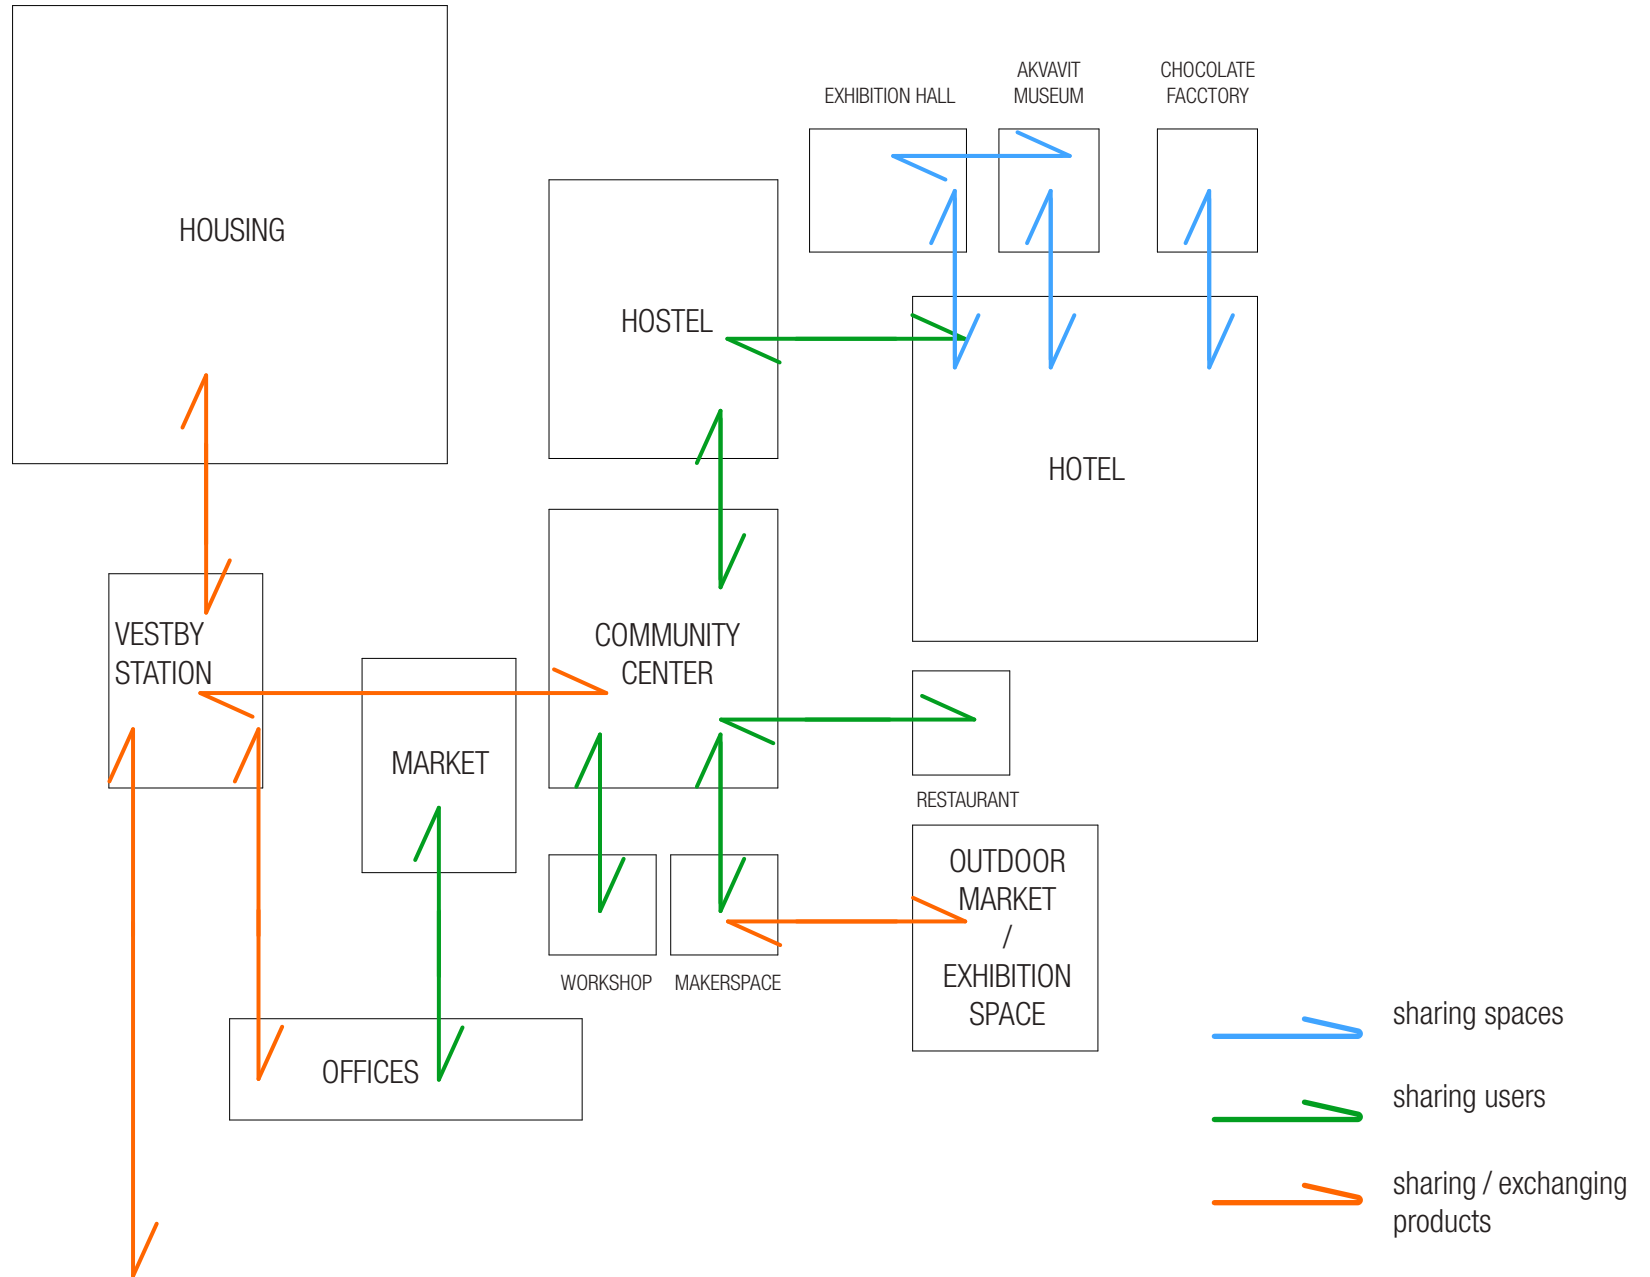 AKVAVIT
MUSEUM
CHOCOLATE
FACCTORY
EXHIBITION HALL
HOUSING
HOSTEL
HOTEL
VESTBY
STATION
COMMUNITY
CENTER
MARKET
RESTAURANT
OUTDOOR
MARKET
/
EXHIBITION
SPACE
WORKSHOP
MAKERSPACE
OFFICES
sharing spaces
sharing users
sharing / exchanging
products